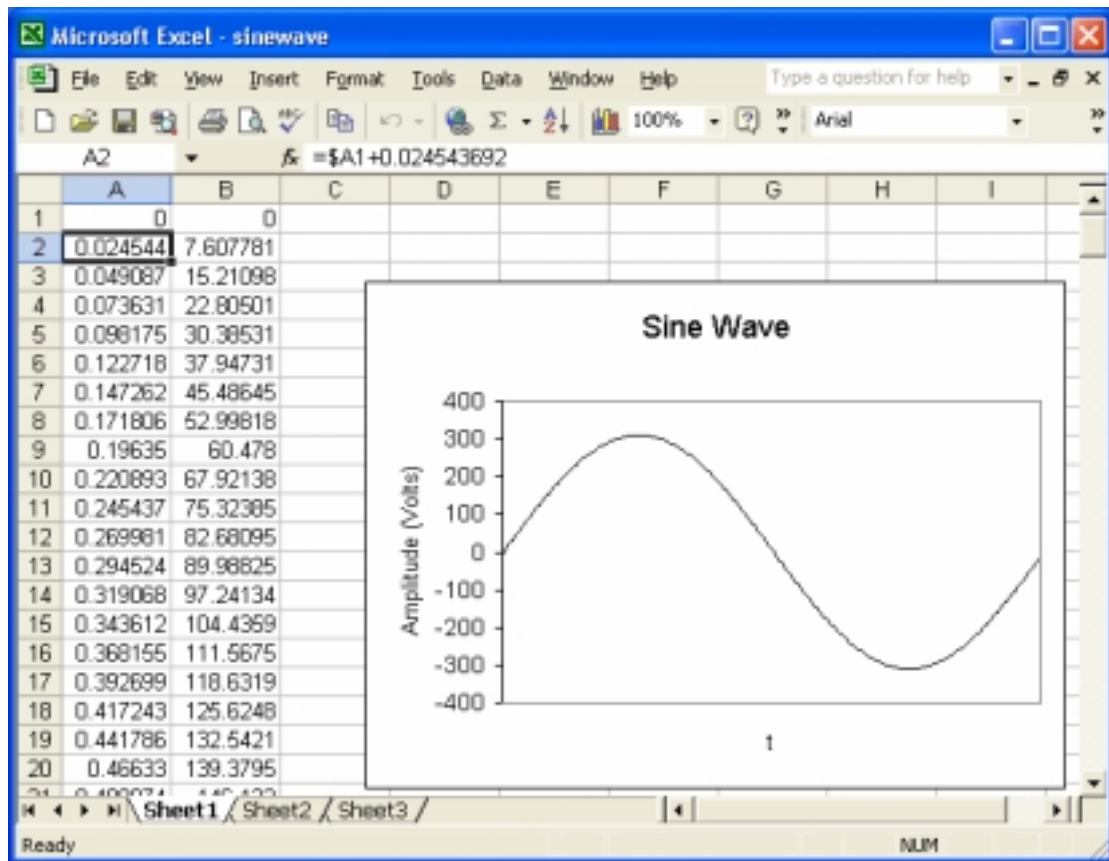 Microsoft Excel - sinewave
File Edit View Insert Format Tools Data Window Help Type a question for help
100% Arial
A2 fx =$A1+0.024543692
A B C D E F G H I
1 0 0
2 0.024544 7.607781
3 0.049087 15.21098
4 0.073631 22.80501
5 0.098175 30.38531
6 0.122718 37.94731
7 0.147262 45.48645
8 0.171806 52.99818
9 0.19635 60.478
10 0.220893 67.92138
11 0.245437 75.32385
12 0.269981 82.68095
13 0.294524 89.98825
14 0.319068 97.24134
15 0.343612 104.4359
16 0.368155 111.5675
17 0.392699 118.6319
18 0.417243 125.6248
19 0.441786 132.5421
20 0.46633 139.3795
Sine Wave
Amplitude (Volts)
400
300
200
100
0
-100
-200
-300
-400
t
Sheet1 Sheet2 Sheet3
Ready NUM